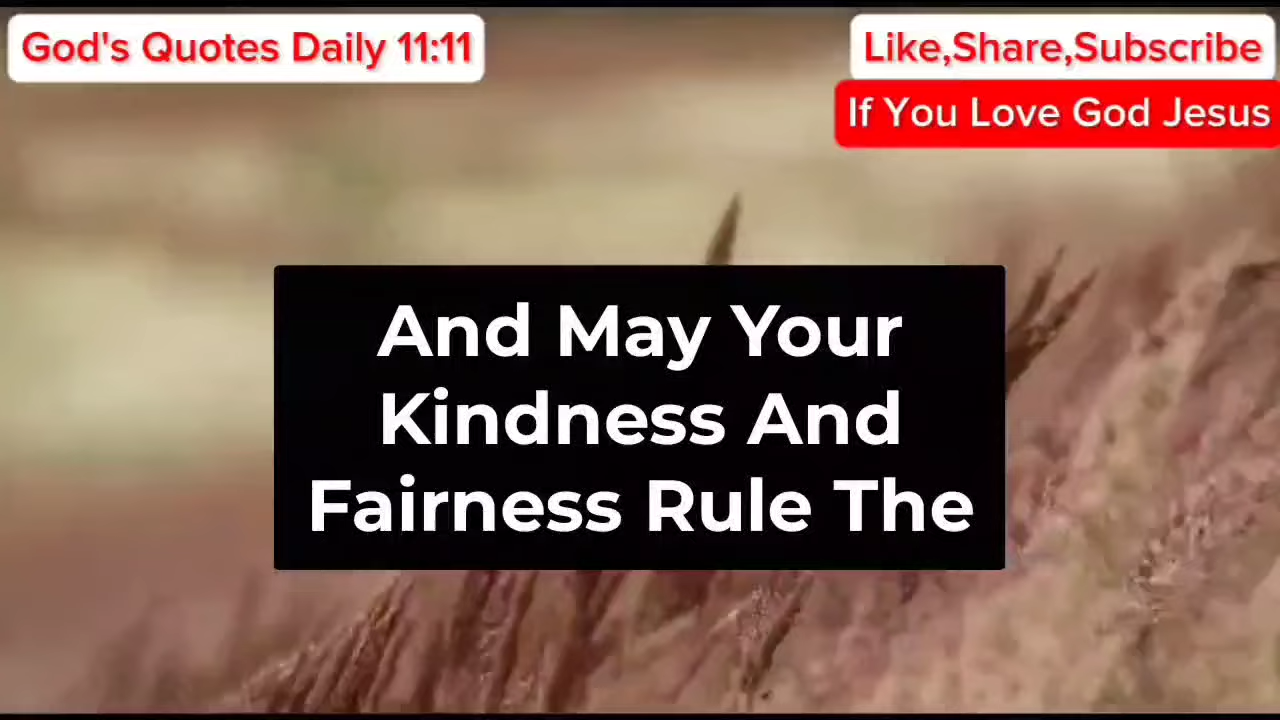 God's Quotes Daily 11:11
Like,Share,Subscribe
If You Love God Jesus
And May Your
Kindness And
Fairness Rule The